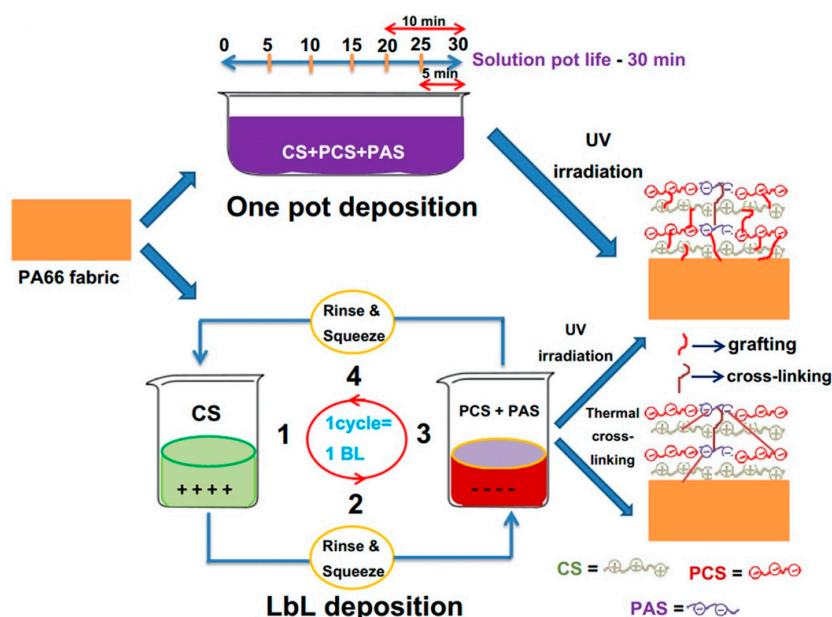 10 min
0 5 10 15 20 25 30
5 min
Solution pot life - 30 min
CS+PCS+PAS
One pot deposition
UV
irradiation
PA66 fabric
Rinse &
Squeeze
4
UV
irradiation
grafting
cross-linking
CS
+ + + +
1
1cycle=
1 BL
3
PCS + PAS
- - - -
Thermal
cross-
linking
2
Rinse &
Squeeze
LbL deposition
CS =
PCS =
PAS =